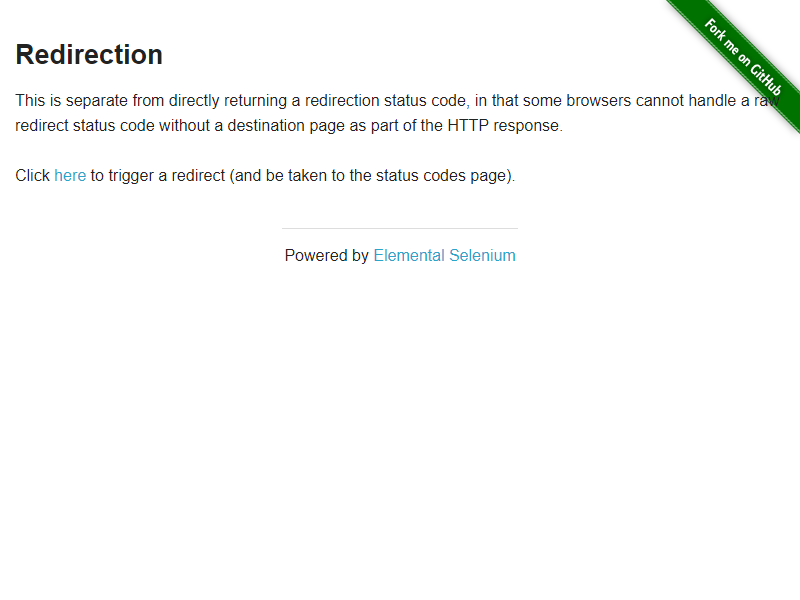 Fork me on GitHub
Redirection
This is separate from directly returning a redirection status code, in that some browsers cannot handle a raw
redirect status code without a destination page as part of the HTTP response.
Click here to trigger a redirect (and be taken to the status codes page).
Powered by Elemental Selenium